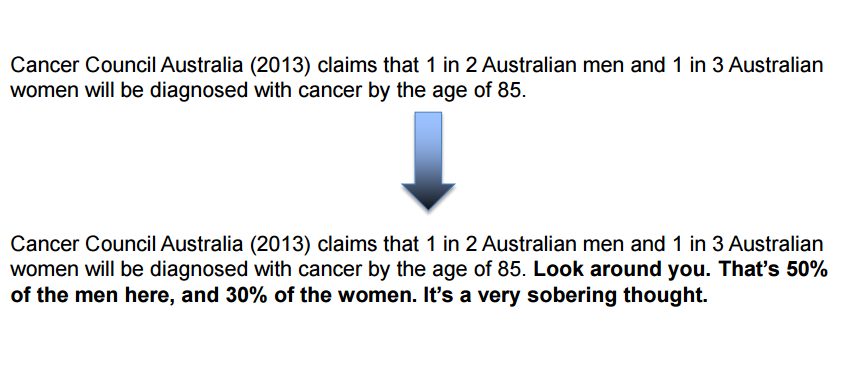 Cancer Council Australia (2013) claims that 1 in 2 Australian men and 1 in 3 Australian
women will be diagnosed with cancer by the age of 85.
Cancer Council Australia (2013) claims that 1 in 2 Australian men and 1 in 3 Australian
women will be diagnosed with cancer by the age of 85. Look around you. That’s 50%
of the men here, and 30% of the women. It’s a very sobering thought.